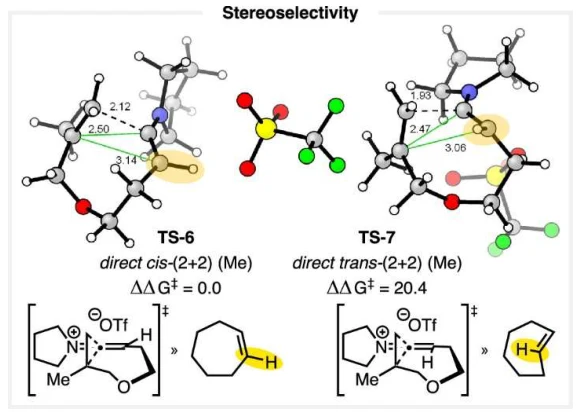 Stereoselectivity
2.12
2.50
3.14
1.93
2.47
3.06
TS-6
direct cis-(2+2) (Me)
ΔΔG‡ = 0.0
TS-7
direct trans-(2+2) (Me)
ΔΔG‡ = 20.4
‡
⊖OTf
N
+
H
Me
O
»
H
‡
⊖OTf
N
+
H
Me
O
»
H